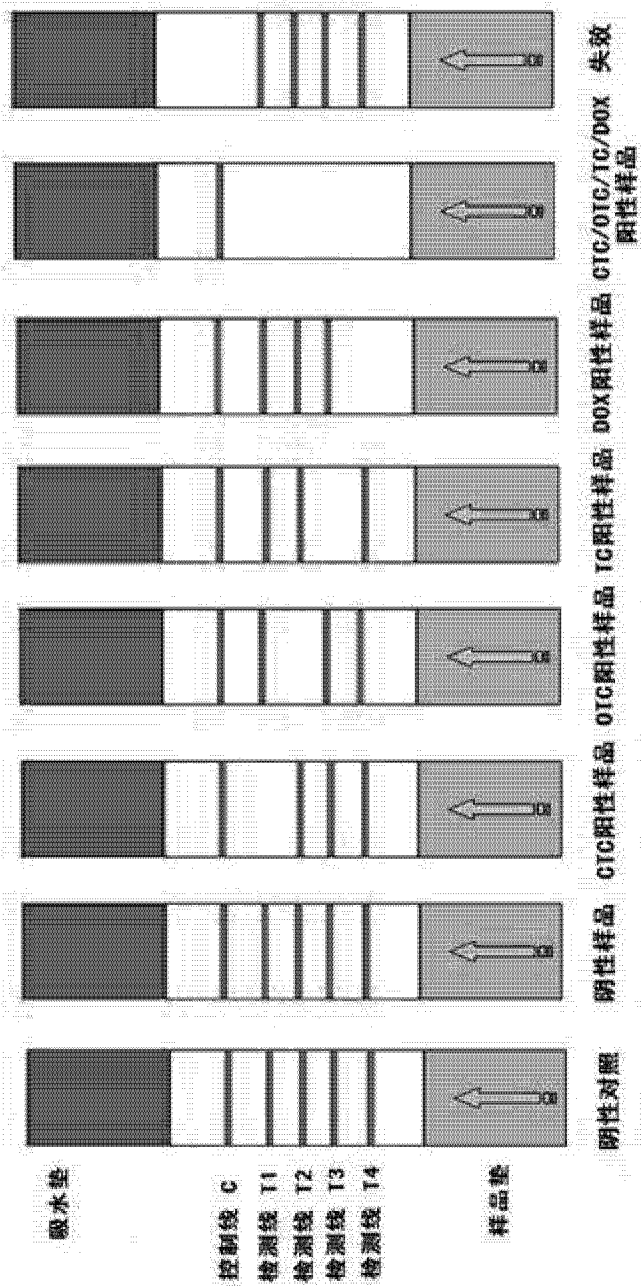 吸水垫
控制线 C
检测线 T1
检测线 T2
检测线 T3
检测线 T4
样品垫
阴性对照
阴性样品
CTC阳性样品
OTC阳性样品
TC阳性样品
DOX阳性样品
CTC/OTC/TC/DOX
阳性样品
失效